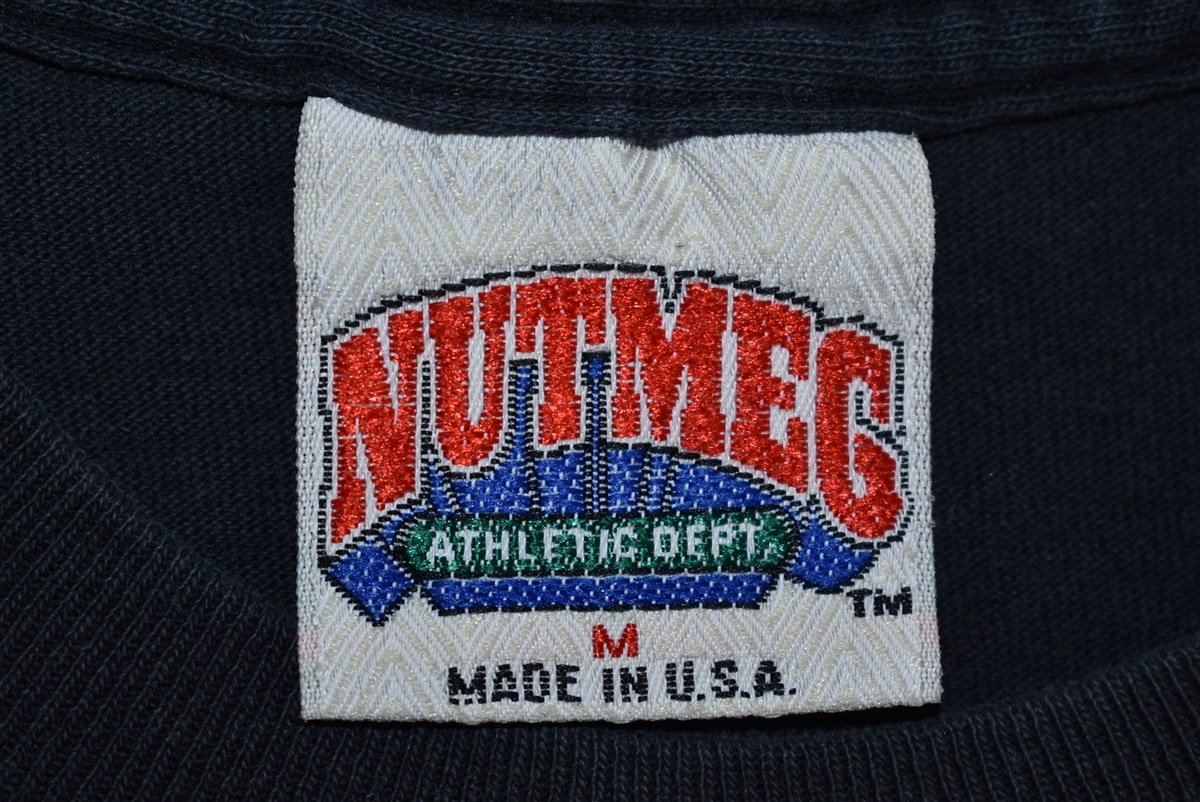 NUTMEG
ATHLETIC DEPT.
TM
M
MADE IN U.S.A.